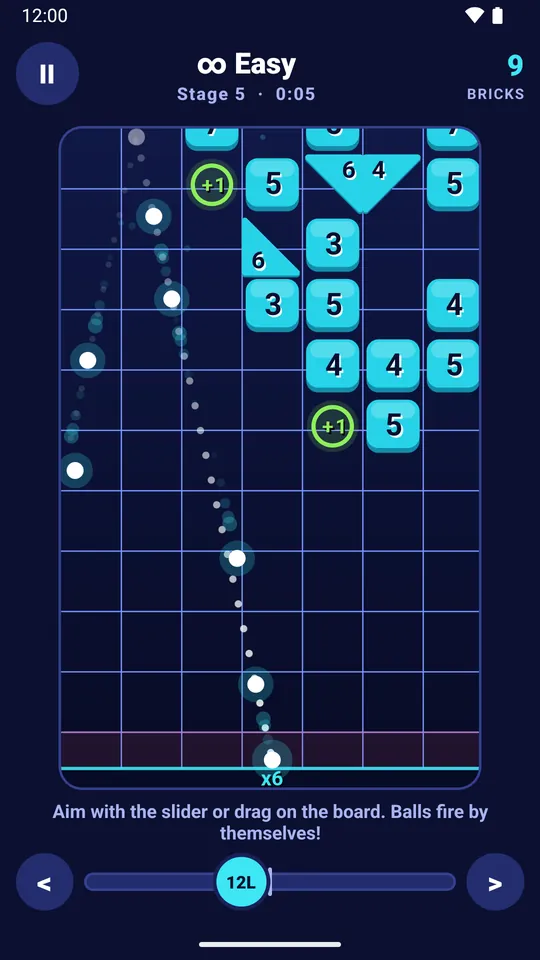 12:00
∞ Easy
Stage 5 · 0:05
9
BRICKS
+1 5 6 4 5
6 3
3 5 4
4 4 5
+1 5
x6
Aim with the slider or drag on the board. Balls fire by
themselves!
< 12L >